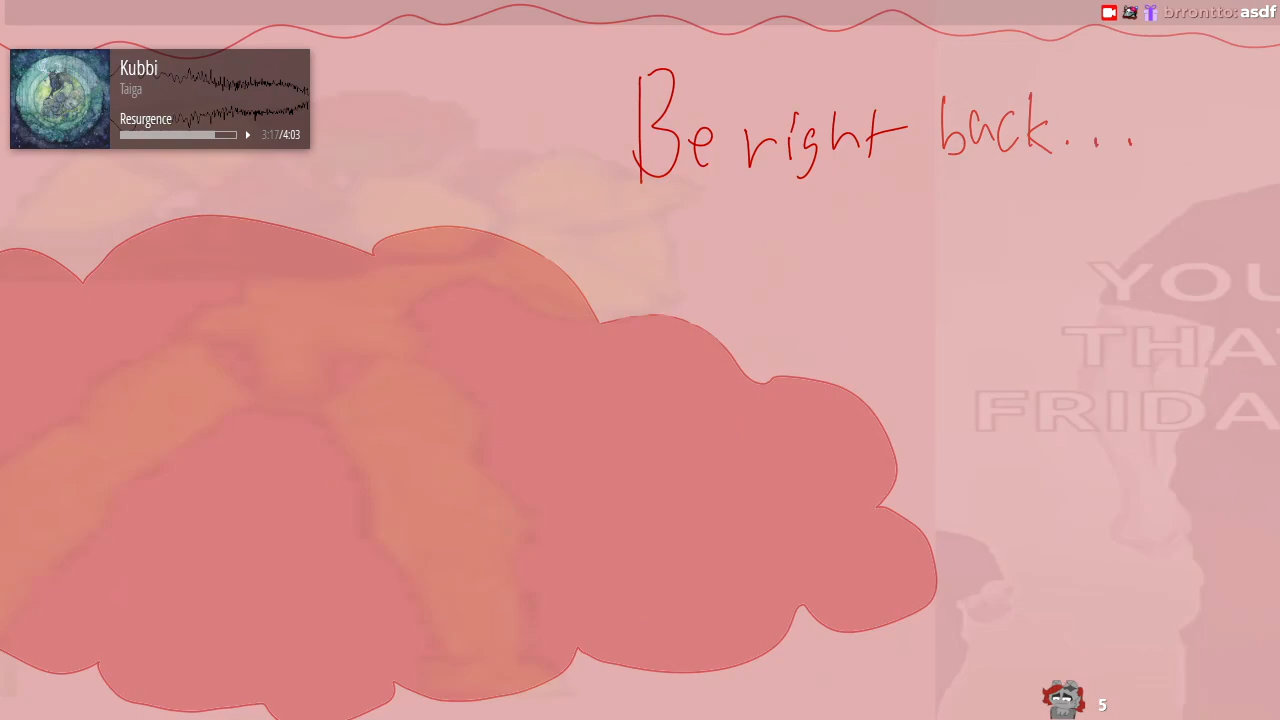 brrontto: asdf
Kubbi
Taiga
Resurgence
3:17/4:03
Be right back...
YOU
THA
FRIDA
5